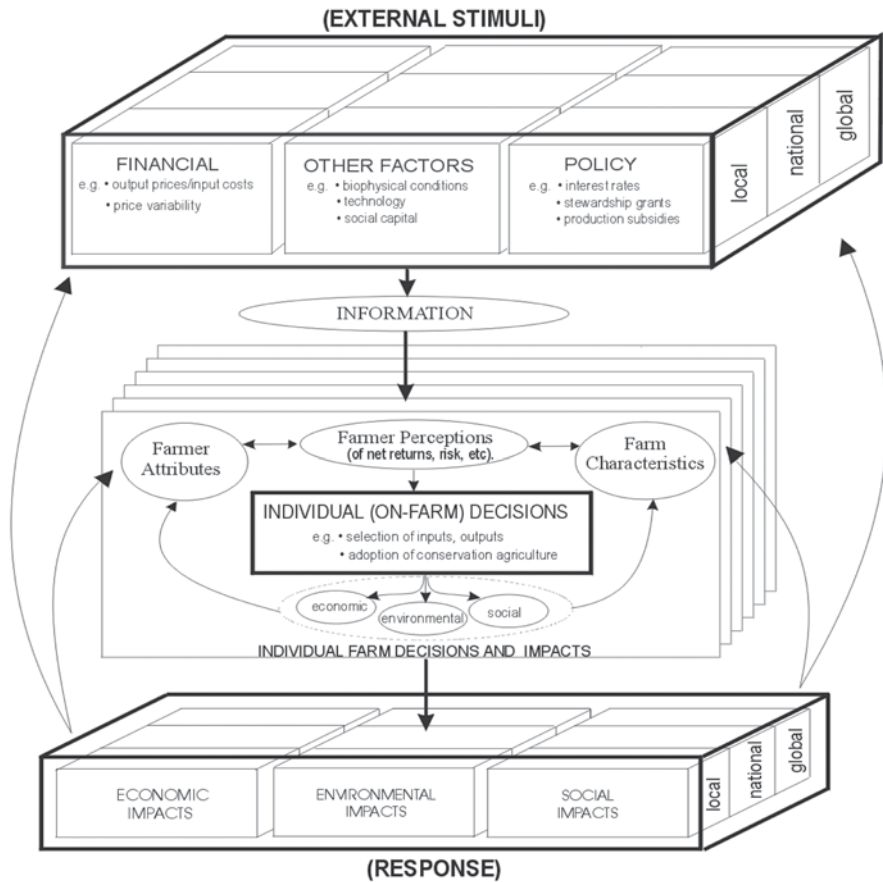 (EXTERNAL STIMULI)
FINANCIAL
e.g. • output prices/input costs
• price variability
OTHER FACTORS
e.g. • biophysical conditions
• technology
• social capital
POLICY
e.g. • interest rates
• stewardship grants
• production subsidies
local
national
global
INFORMATION
Farmer
Attributes
Farmer Perceptions
(of net returns, risk, etc).
Farm
Characteristics
INDIVIDUAL (ON-FARM) DECISIONS
e.g. • selection of inputs, outputs
• adoption of conservation agriculture
economic
environmental
social
INDIVIDUAL FARM DECISIONS AND IMPACTS
ECONOMIC
IMPACTS
ENVIRONMENTAL
IMPACTS
SOCIAL
IMPACTS
local
national
global
(RESPONSE)